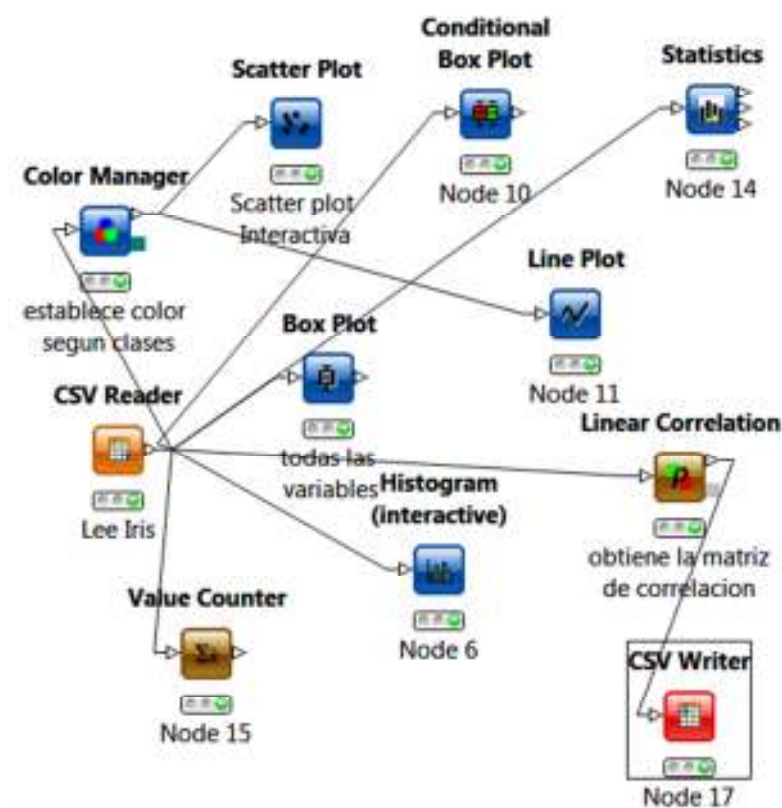 Scatter Plot
Scatter plot
Interactiva
Conditional
Box Plot
Node 10
Statistics
Node 14
Color Manager
establece color
segun clases
Line Plot
Node 11
Box Plot
todas las
variables
CSV Reader
Lee Iris
Linear Correlation
obtiene la matriz
de correlacion
Histogram
(interactive)
Node 6
Value Counter
Node 15
CSV Writer
Node 17